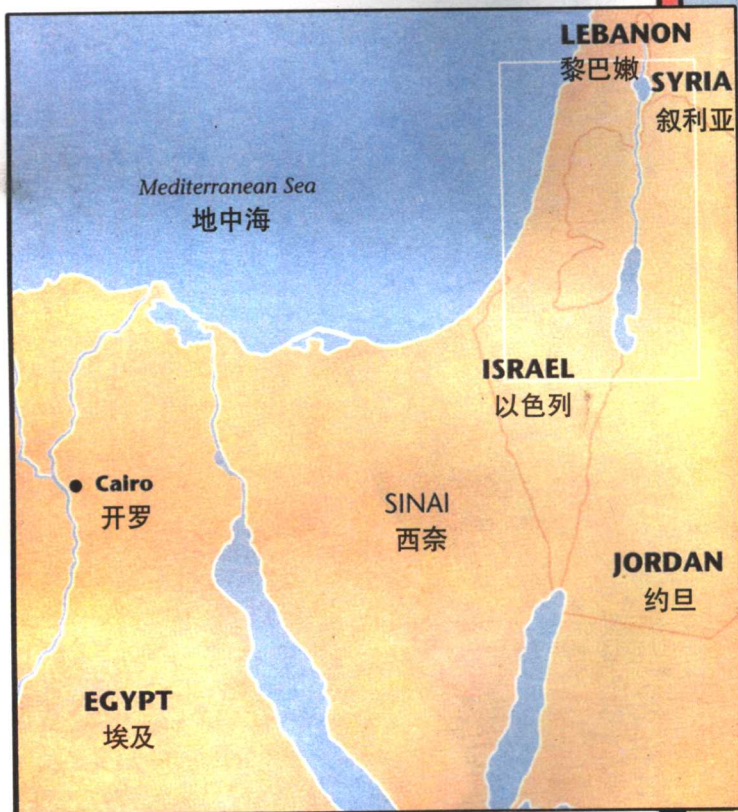 LEBANON
黎巴嫩
SYRIA
叙利亚
Mediterranean Sea
地中海
ISRAEL
以色列
Cairo
开罗
SINAI
西奈
JORDAN
约旦
EGYPT
埃及